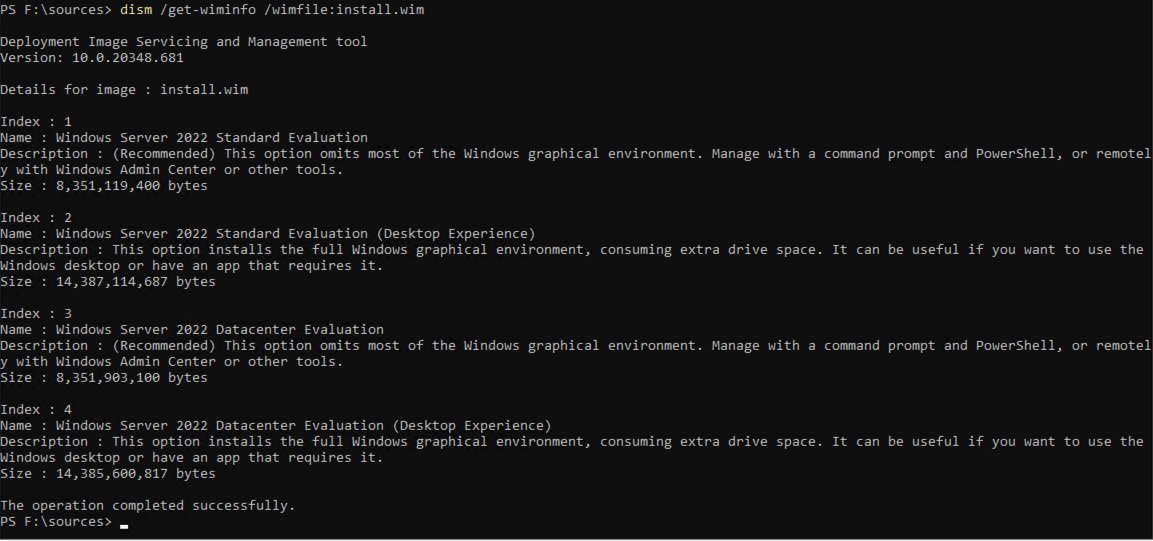 PS F:\sources> dism /get-wiminfo /wimfile:install.wim
Deployment Image Servicing and Management tool
Version: 10.0.20348.681
Details for image : install.wim
Index : 1
Name : Windows Server 2022 Standard Evaluation
Description : (Recommended) This option omits most of the Windows graphical environment. Manage with a command prompt and PowerShell, or remotel
y with Windows Admin Center or other tools.
Size : 8,351,119,400 bytes
Index : 2
Name : Windows Server 2022 Standard Evaluation (Desktop Experience)
Description : This option installs the full Windows graphical environment, consuming extra drive space. It can be useful if you want to use the
Windows desktop or have an app that requires it.
Size : 14,387,114,687 bytes
Index : 3
Name : Windows Server 2022 Datacenter Evaluation
Description : (Recommended) This option omits most of the Windows graphical environment. Manage with a command prompt and PowerShell, or remotel
y with Windows Admin Center or other tools.
Size : 8,351,903,100 bytes
Index : 4
Name : Windows Server 2022 Datacenter Evaluation (Desktop Experience)
Description : This option installs the full Windows graphical environment, consuming extra drive space. It can be useful if you want to use the
Windows desktop or have an app that requires it.
Size : 14,385,600,817 bytes
The operation completed successfully.
PS F:\sources>